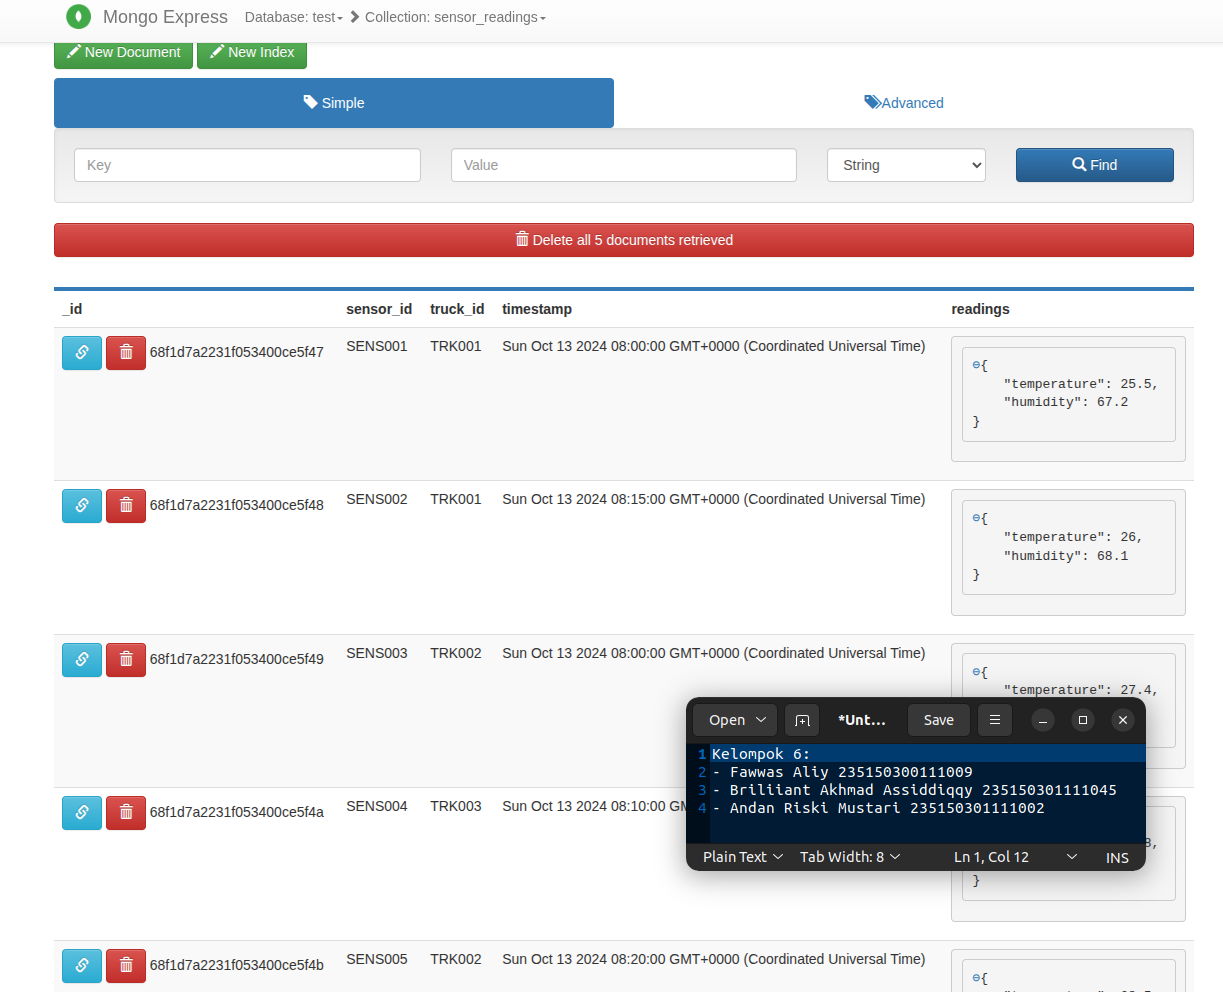 Mongo Express Database: test Collection: sensor_readings
New Document New Index
Simple Advanced
Key Value String Find
Delete all 5 documents retrieved
_id sensor_id truck_id timestamp readings
68f1d7a2231f053400ce5f47 SENS001 TRK001 Sun Oct 13 2024 08:00:00 GMT+0000 (Coordinated Universal Time)
{
"temperature": 25.5,
"humidity": 67.2
}
68f1d7a2231f053400ce5f48 SENS002 TRK001 Sun Oct 13 2024 08:15:00 GMT+0000 (Coordinated Universal Time)
{
"temperature": 26,
"humidity": 68.1
}
68f1d7a2231f053400ce5f49 SENS003 TRK002 Sun Oct 13 2024 08:00:00 GMT+0000 (Coordinated Universal Time)
{
"temperature": 27.4,
Open *Unt... Save
1 Kelompok 6:
2 - Fawwas Aliy 235150300111009
3 - Briliiant Akhmad Assiddiqqy 235150301111045
4 - Andan Riski Mustari 235150301111002
Plain Text Tab Width: 8 Ln 1, Col 12 INS
68f1d7a2231f053400ce5f4a SENS004 TRK003 Sun Oct 13 2024 08:10:00
}
68f1d7a2231f053400ce5f4b SENS005 TRK002 Sun Oct 13 2024 08:20:00 GMT+0000 (Coordinated Universal Time)
{